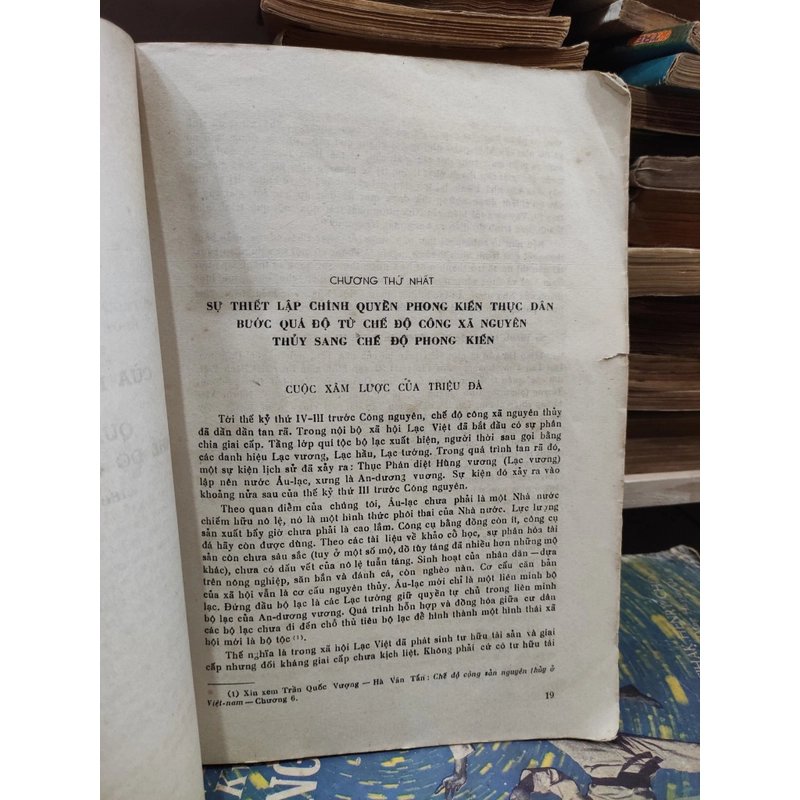 CHƯƠNG THỨ NHẤT
SỰ THIẾT LẬP CHÍNH QUYỀN PHONG KIẾN THỰC DÂN
BƯỚC QUÁ ĐỘ TỪ CHẾ ĐỘ CÔNG XÃ NGUYÊN
THỦY SANG CHẾ ĐỘ PHONG KIẾN
CUỘC XÂM LƯỢC CỦA TRIỆU ĐÀ
Tới thế kỷ thứ IV-III trước Công nguyên, chế độ công xã nguyên thủy
đã dần dần tan rã. Trong nội bộ xã hội Lạc Việt đã bắt đầu có sự phân
chia giai cấp. Tầng lớp quí tộc bộ lạc xuất hiện, người thời sau gọi bằng
các danh hiệu Lạc vương, Lạc hầu, Lạc tướng. Trong quá trình tan rã đó,
một sự kiện lịch sử đã xảy ra: Thục Phán diệt Hùng vương (Lạc vương)
lập nên nước Âu-lạc, xưng là An-dương vương. Sự kiện đó xảy ra vào
khoảng nửa sau của thế kỷ thứ III trước Công nguyên.
Theo quan điểm của chúng tôi, Âu-lạc chưa phải là một Nhà nước
chiếm hữu nô lệ, nó là một hình thức phôi thai của Nhà nước. Lực lượng
sản xuất bấy giờ chưa phải là cao lắm. Công cụ bằng đồng còn ít, công cụ
đá hãy còn được dùng. Theo các tài liệu về khảo cổ học, sự phân hóa tài
sản còn chưa sâu sắc (tuy ở một số mộ, đồ tùy táng đã nhiều hơn những mộ
khác), chưa có dấu vết của nô lệ tuẫn táng. Sinh hoạt của nhân dân – dựa
trên nông nghiệp, săn bắn và đánh cá, còn nghèo nàn. Cơ cấu căn bản
của xã hội vẫn là cơ cấu nguyên thủy. Âu-lạc mới chỉ là một liên minh bộ
lạc. Đứng đầu bộ lạc là các Lạc tướng giữ quyền tự chủ trong liên minh
bộ lạc của An-dương vương. Quá trình hỗn hợp và đồng hóa giữa cư dân
các bộ lạc chưa đi đến chỗ thủ tiêu bộ lạc để hình thành một hình thái xã
hội mới là bộ tộc (1).
Thế nghĩa là trong xã hội Lạc Việt đã phát sinh tư hữu tài sản và giai
cấp nhưng đối kháng giai cấp chưa kịch liệt. Không phải cứ có tư hữu tài
(1) Xin xem Trần Quốc Vượng — Hà Văn Tấn: Chế độ cộng sản nguyên thủy ở
Việt-nam — Chương 6.
19